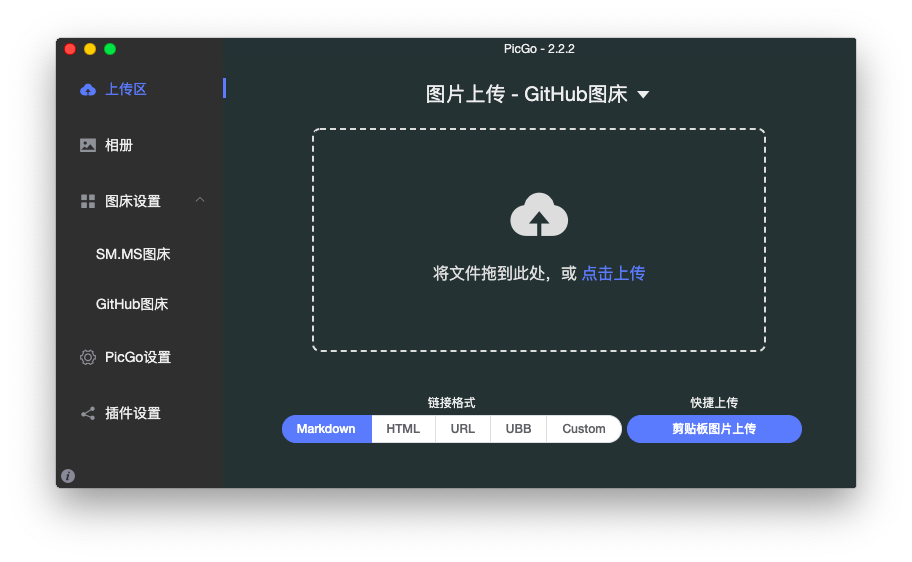 PicGo - 2.2.2
上传区
相册
图床设置
SM.MS图床
GitHub图床
PicGo设置
插件设置
图片上传 - GitHub图床
将文件拖到此处，或 点击上传
链接格式
Markdown HTML URL UBB Custom
快捷上传
剪贴板图片上传
i